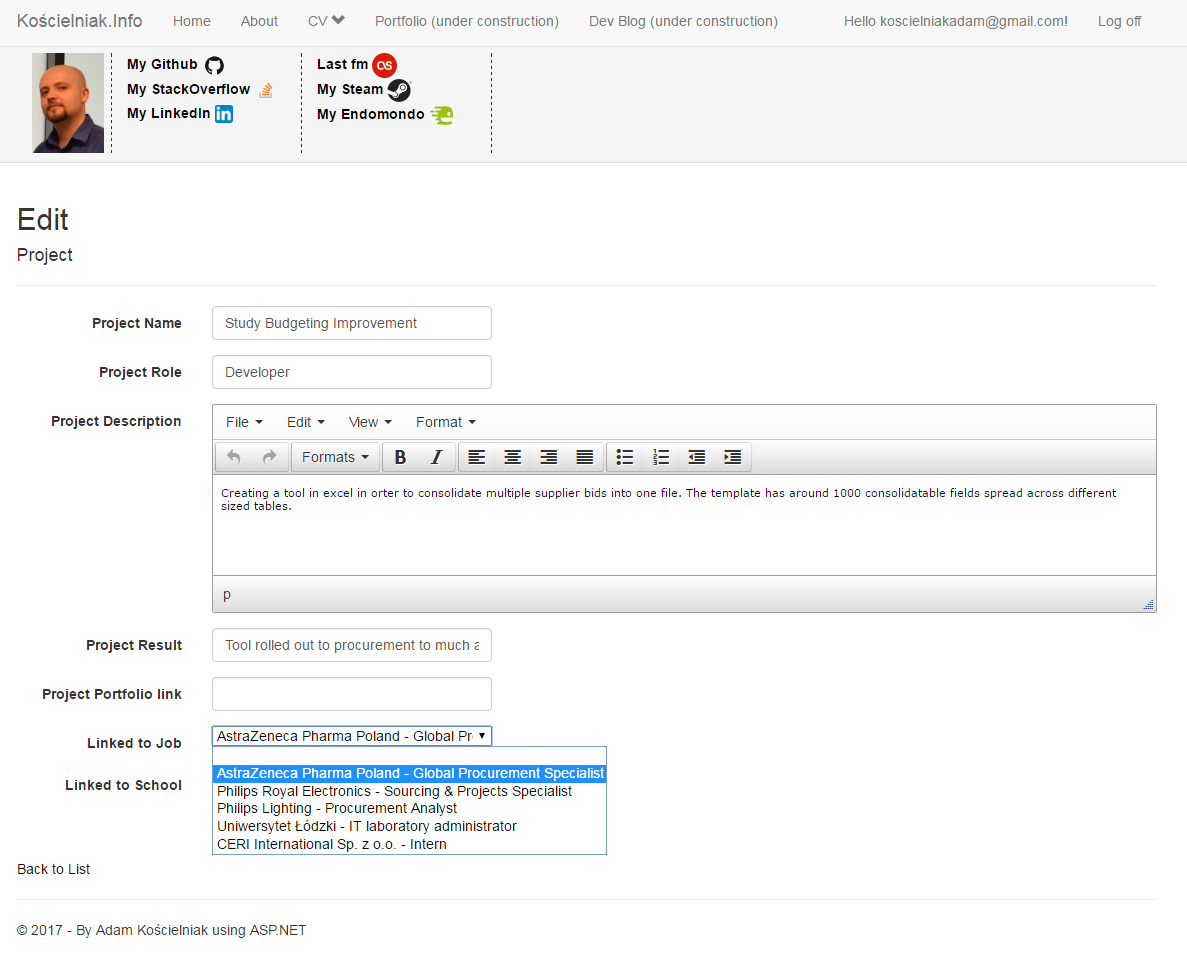 Kościelniak.Info Home About CV Portfolio (under construction) Dev Blog (under construction) Hello koscielniakadam@gmail.com! Log off
My Github
My StackOverflow
My LinkedIn in
Last fm
My Steam
My Endomondo
Edit
Project
Project Name Study Budgeting Improvement
Project Role Developer
Project Description File Edit View Format
Formats B I
Creating a tool in excel in orter to consolidate multiple supplier bids into one file. The template has around 1000 consolidatable fields spread across different
sized tables.
p
Project Result Tool rolled out to procurement to much a
Project Portfolio link
Linked to Job AstraZeneca Pharma Poland - Global Pr
AstraZeneca Pharma Poland - Global Procurement Specialist
Linked to School Philips Royal Electronics - Sourcing & Projects Specialist
Philips Lighting - Procurement Analyst
Uniwersytet Łódzki - IT laboratory administrator
CERI International Sp. z o.o. - Intern
Back to List
© 2017 - By Adam Kościelniak using ASP.NET